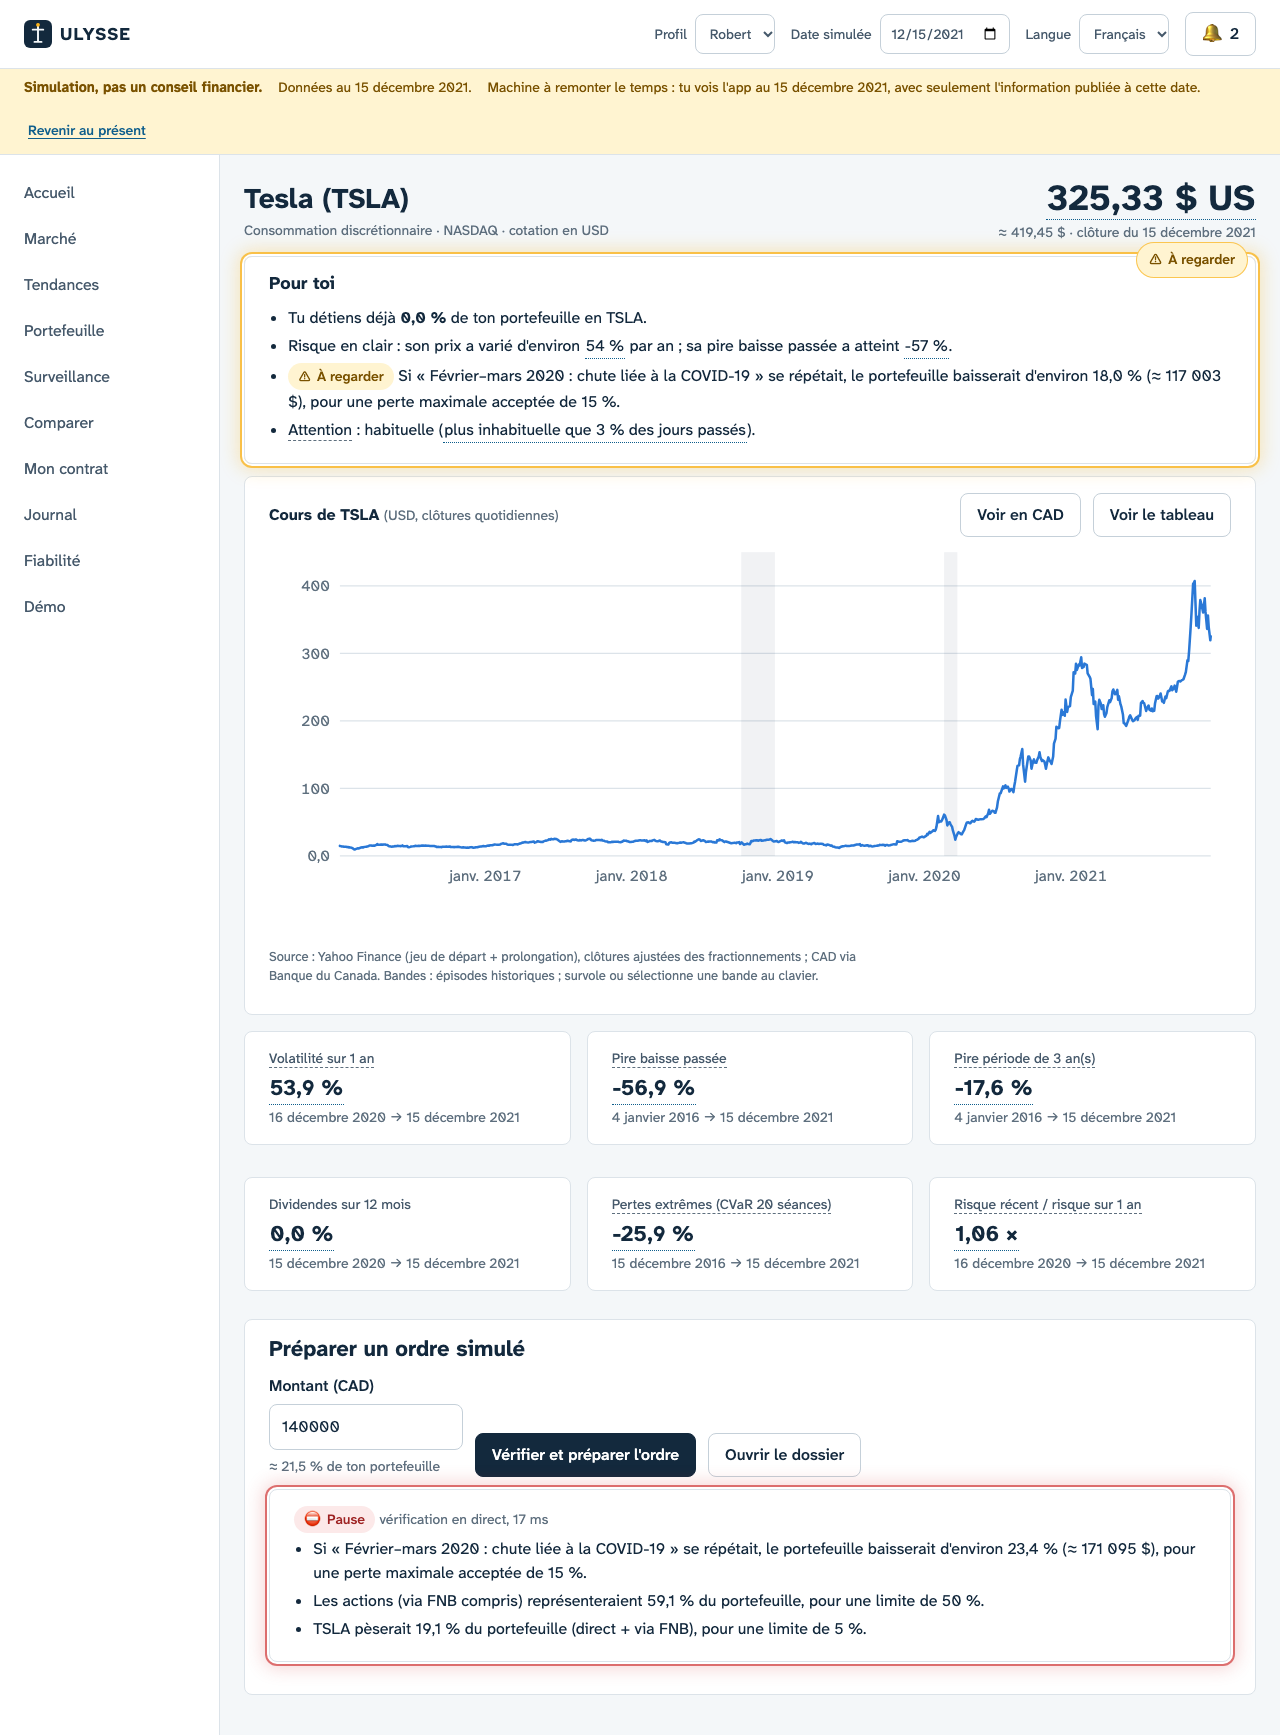 ULYSSE
Profil Robert Date simulée 12/15/2021 Langue Français 2
Simulation, pas un conseil financier. Données au 15 décembre 2021. Machine à remonter le temps : tu vois l'app au 15 décembre 2021, avec seulement l'information publiée à cette date.
Revenir au présent
Accueil
Marché
Tendances
Portefeuille
Surveillance
Comparer
Mon contrat
Journal
Fiabilité
Démo
Tesla (TSLA)
325,33 $ US
Consommation discrétionnaire · NASDAQ · cotation en USD
≈ 419,45 $ · clôture du 15 décembre 2021
À regarder
Pour toi
Tu détiens déjà 0,0 % de ton portefeuille en TSLA.
Risque en clair : son prix a varié d'environ 54 % par an ; sa pire baisse passée a atteint -57 %.
À regarder Si « Février–mars 2020 : chute liée à la COVID-19 » se répétait, le portefeuille baisserait d'environ 18,0 % (≈ 117 003
$), pour une perte maximale acceptée de 15 %.
Attention : habituelle (plus inhabituelle que 3 % des jours passés).
Cours de TSLA (USD, clôtures quotidiennes)
Voir en CAD
Voir le tableau
400
300
200
100
0,0
janv. 2017 janv. 2018 janv. 2019 janv. 2020 janv. 2021
Source : Yahoo Finance (jeu de départ + prolongation), clôtures ajustées des fractionnements ; CAD via
Banque du Canada. Bandes : épisodes historiques ; survole ou sélectionne une bande au clavier.
Volatilité sur 1 an
53,9 %
16 décembre 2020 → 15 décembre 2021
Pire baisse passée
-56,9 %
4 janvier 2016 → 15 décembre 2021
Pire période de 3 an(s)
-17,6 %
4 janvier 2016 → 15 décembre 2021
Dividendes sur 12 mois
0,0 %
15 décembre 2020 → 15 décembre 2021
Pertes extrêmes (CVaR 20 séances)
-25,9 %
15 décembre 2016 → 15 décembre 2021
Risque récent / risque sur 1 an
1,06 ×
16 décembre 2020 → 15 décembre 2021
Préparer un ordre simulé
Montant (CAD)
140000
≈ 21,5 % de ton portefeuille
Vérifier et préparer l'ordre
Ouvrir le dossier
Pause vérification en direct, 17 ms
Si « Février–mars 2020 : chute liée à la COVID-19 » se répétait, le portefeuille baisserait d'environ 23,4 % (≈ 171 095 $), pour
une perte maximale acceptée de 15 %.
Les actions (via FNB compris) représenteraient 59,1 % du portefeuille, pour une limite de 50 %.
TSLA pèserait 19,1 % du portefeuille (direct + via FNB), pour une limite de 5 %.